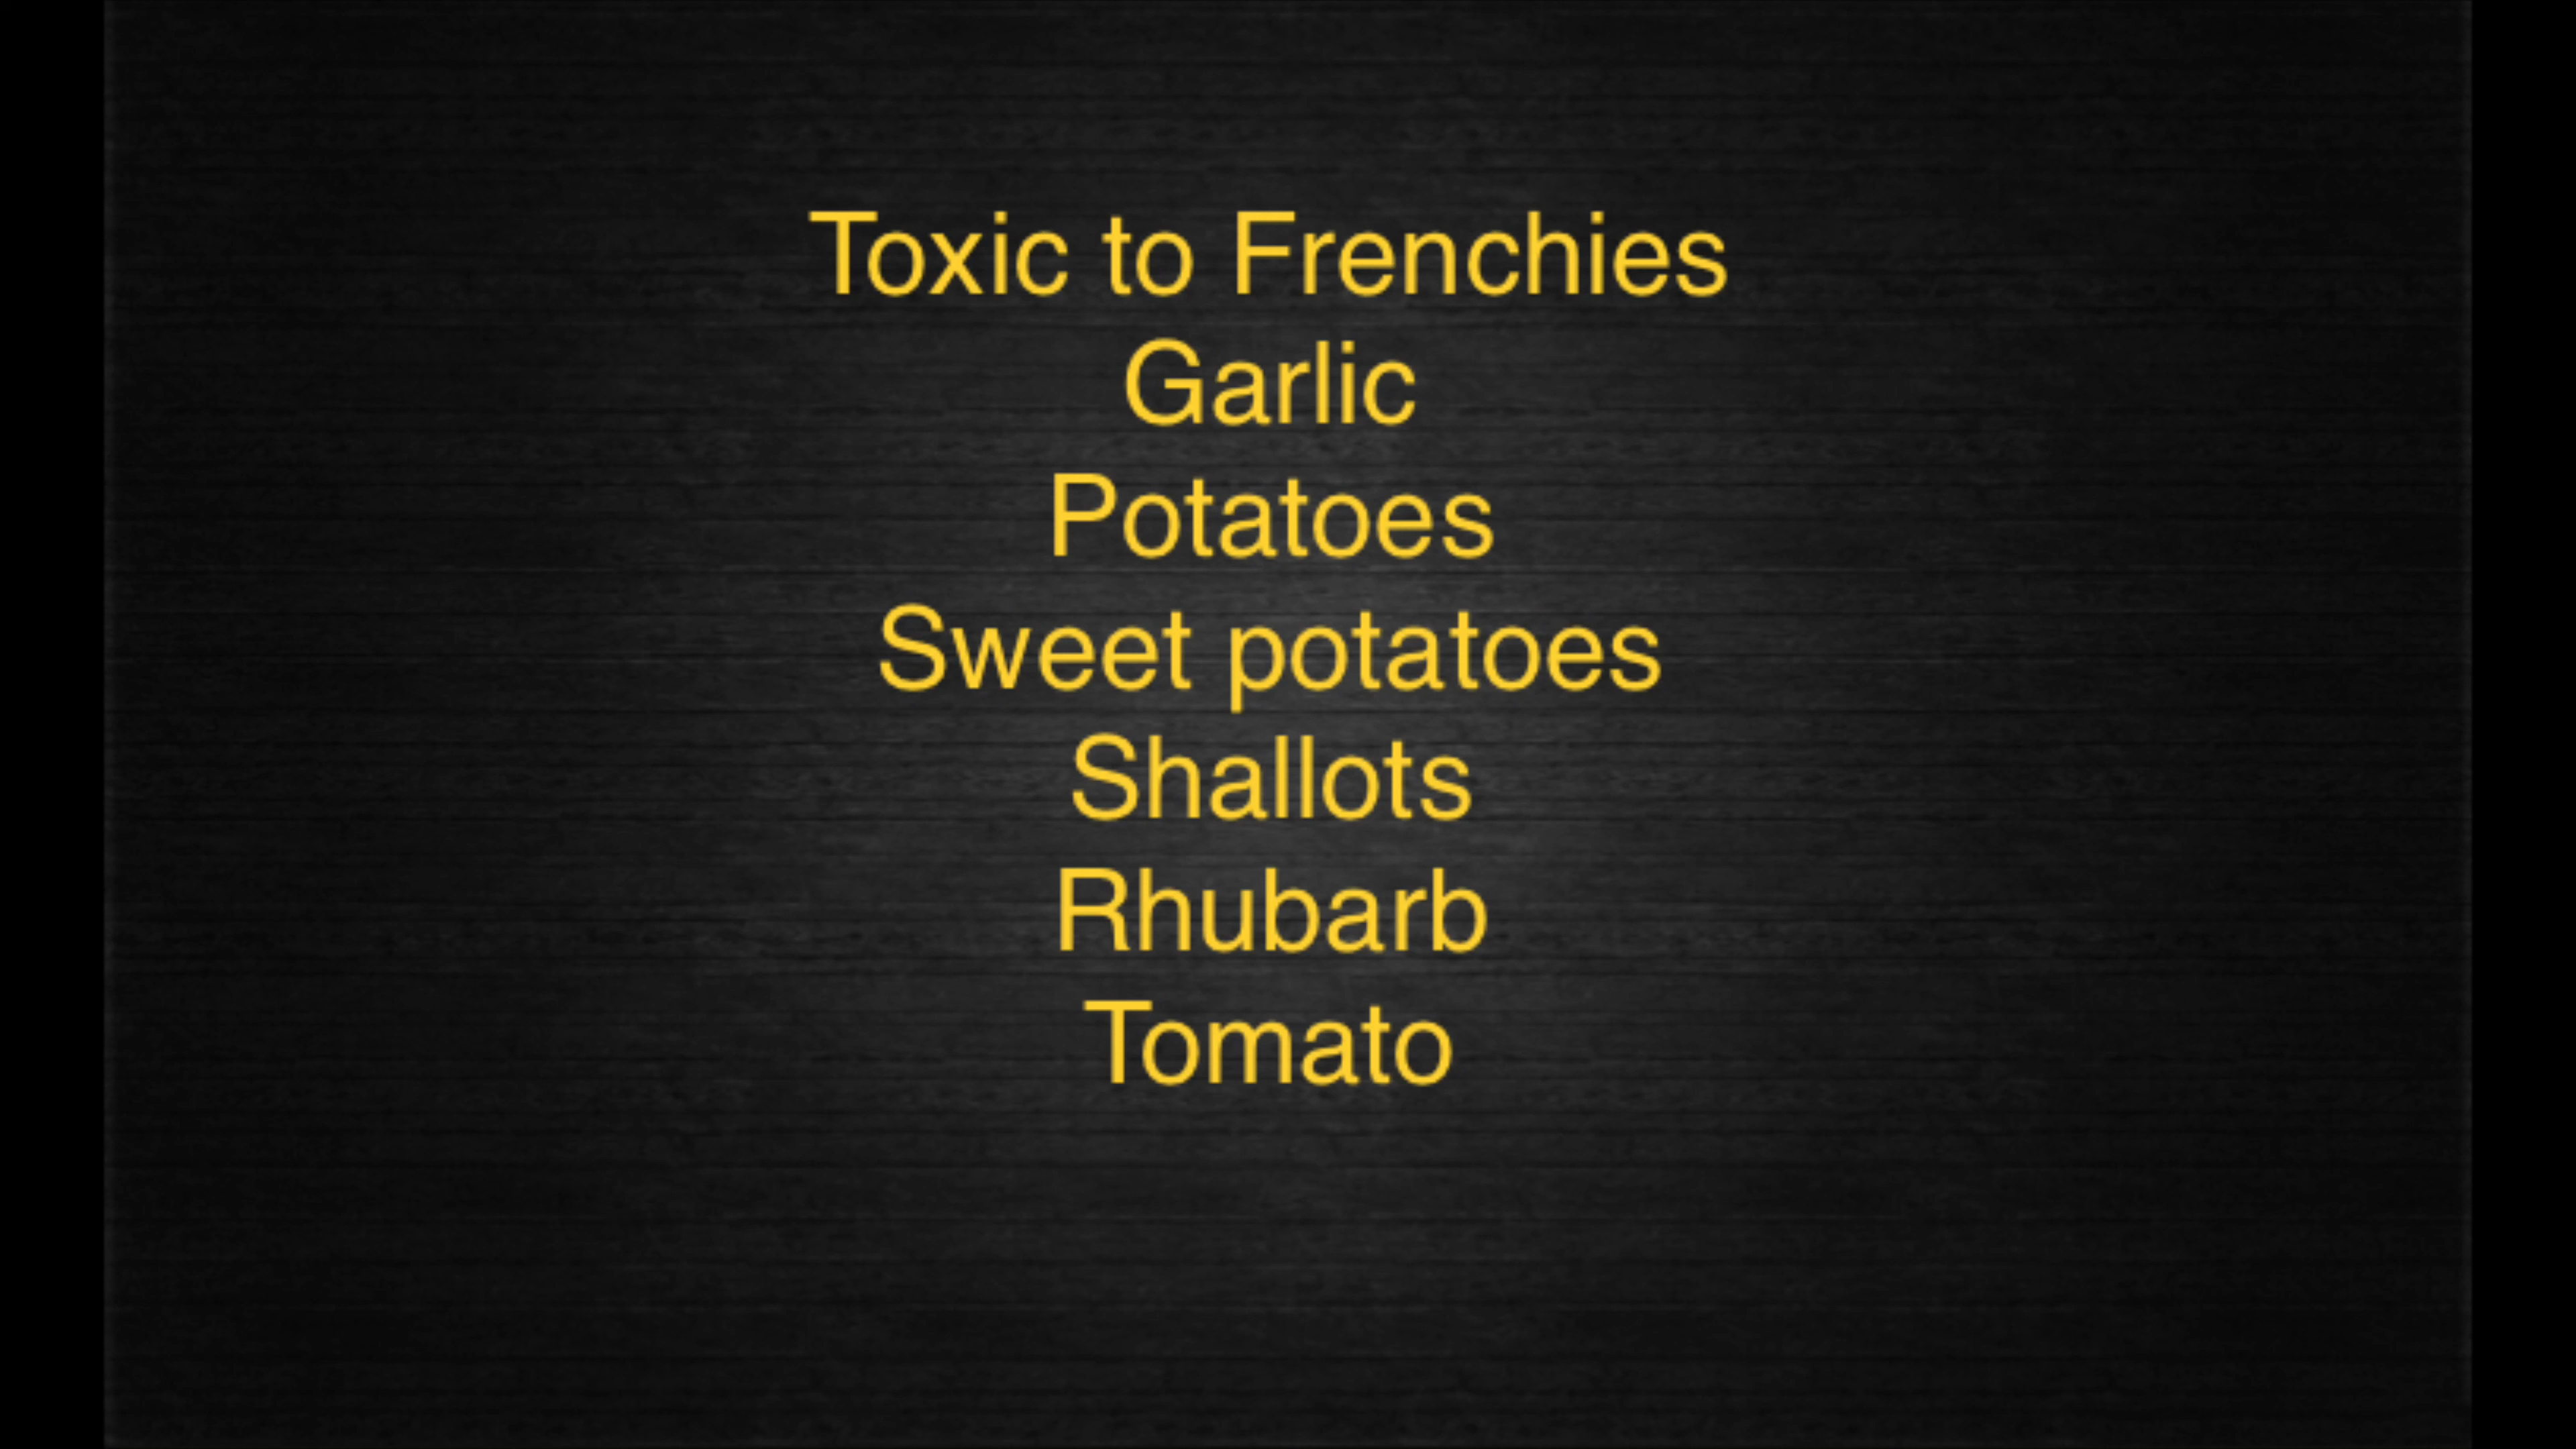 Toxic to Frenchies
Garlic
Potatoes
Sweet potatoes
Shallots
Rhubarb
Tomato